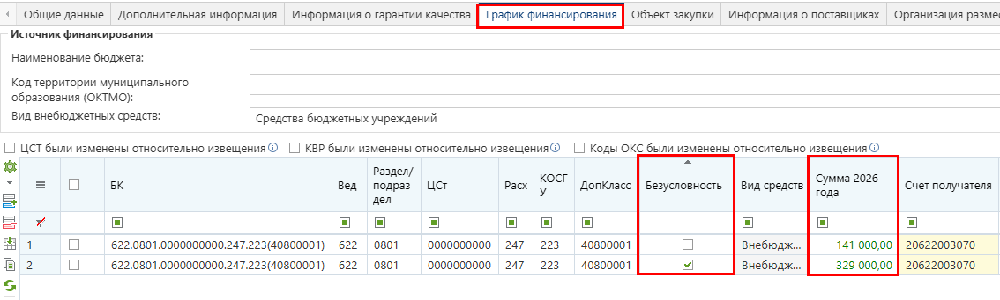 Общие данные Дополнительная информация Информация о гарантии качества График финансирования Объект закупки Информация о поставщиках Организация разме
Источник финансирования
Наименование бюджета:
Код территории муниципального
образования (ОКТМО):
Вид внебюджетных средств: Средства бюджетных учреждений
ЦСТ были изменены относительно извещения КВР были изменены относительно извещения Коды ОКС были изменены относительно извещения
БК Вед Раздел/подраздел ЦСт Расх КОСГУ ДопКласс Безусловность Вид средств Сумма 2026 года Счет получателя
1 622.0801.0000000000.247.223(40800001) 622 0801 0000000000 247 223 40800001 Внебюдж... 141 000,00 20622003070
2 622.0801.0000000000.247.223(40800001) 622 0801 0000000000 247 223 40800001 Внебюдж... 329 000,00 20622003070